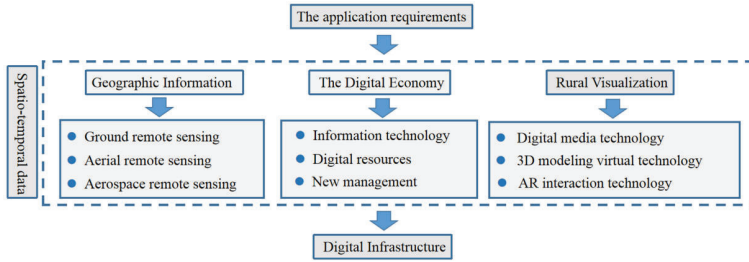 The application requirements
Spatio-temporal data
Geographic Information
Ground remote sensing
Aerial remote sensing
Aerospace remote sensing
The Digital Economy
Information technology
Digital resources
New management
Rural Visualization
Digital media technology
3D modeling virtual technology
AR interaction technology
Digital Infrastructure